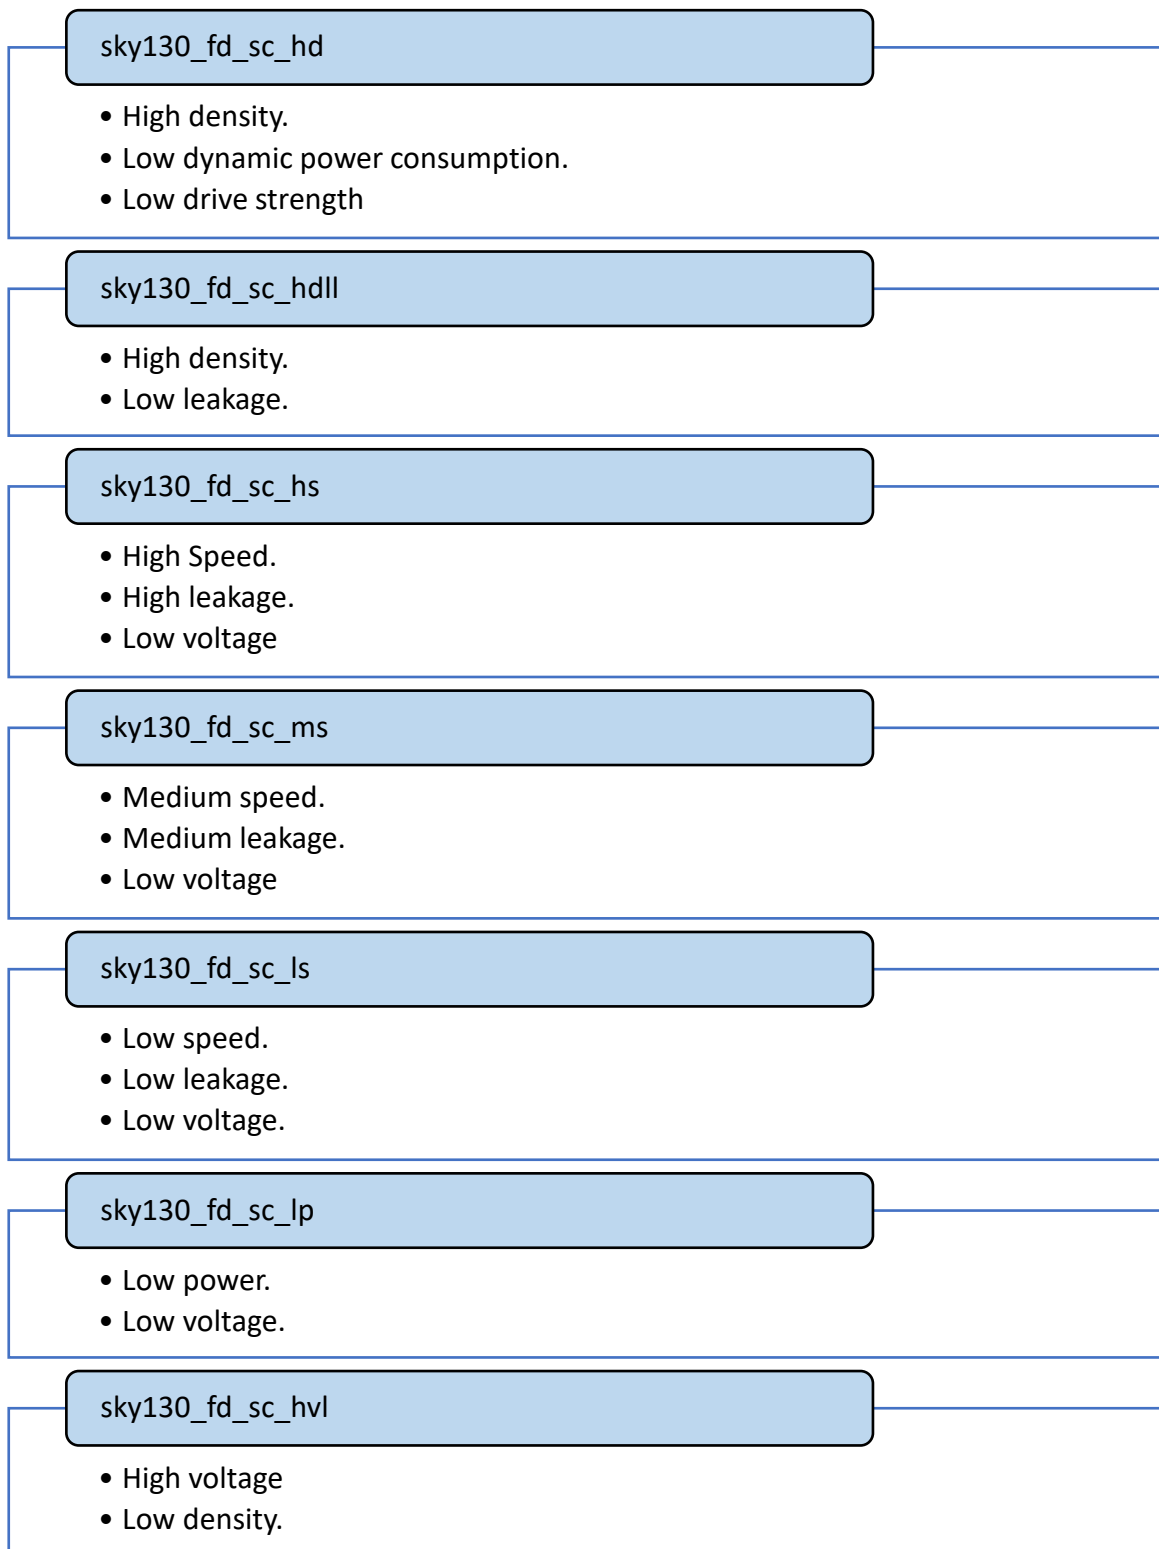 sky130_fd_sc_hd
• High density.
• Low dynamic power consumption.
• Low drive strength
sky130_fd_sc_hdll
• High density.
• Low leakage.
sky130_fd_sc_hs
• High Speed.
• High leakage.
• Low voltage
sky130_fd_sc_ms
• Medium speed.
• Medium leakage.
• Low voltage
sky130_fd_sc_ls
• Low speed.
• Low leakage.
• Low voltage.
sky130_fd_sc_lp
• Low power.
• Low voltage.
sky130_fd_sc_hvl
• High voltage
• Low density.